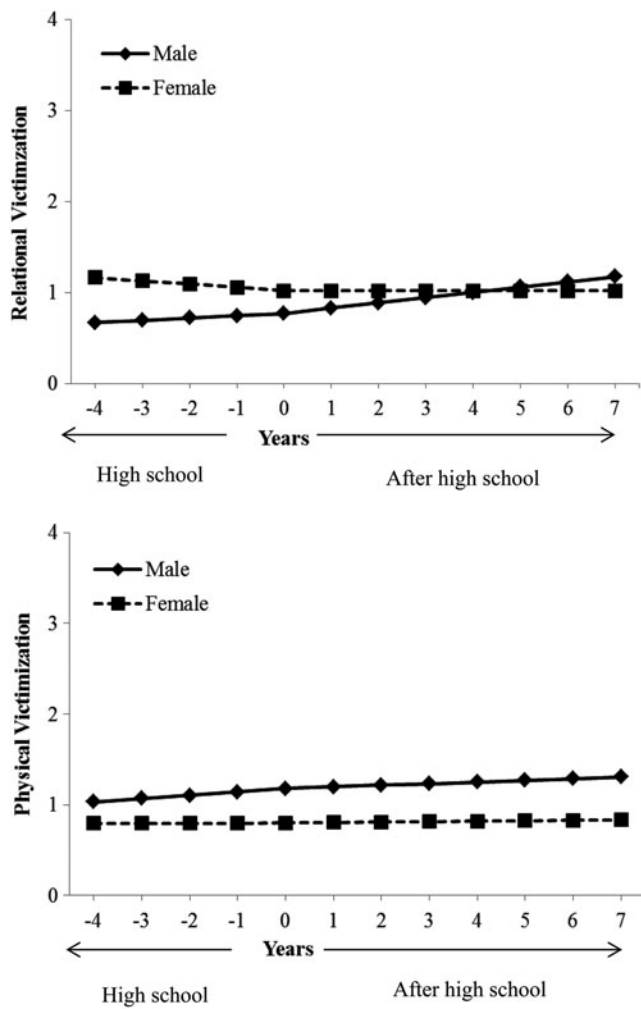 4
Male
Female
3
2
1
0
Relational Victimzation
-4 -3 -2 -1 0 1 2 3 4 5 6 7
Years
High school After high school
4
Male
Female
3
2
1
0
Physical Victimization
-4 -3 -2 -1 0 1 2 3 4 5 6 7
Years
High school After high school